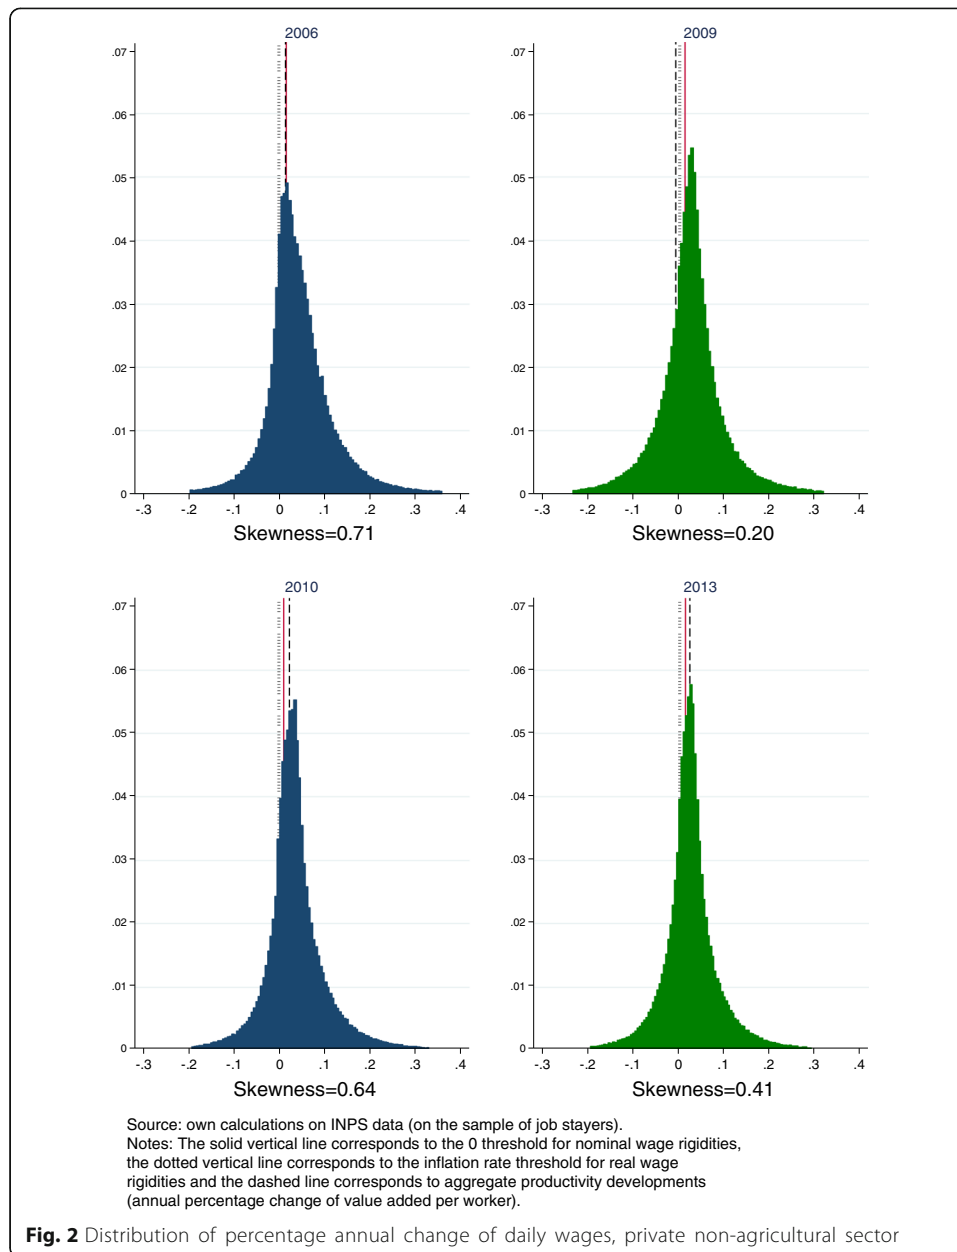 2006
.07
.06
.05
.04
.03
.02
.01
0
-.3 -.2 -.1 0 .1 .2 .3 .4
Skewness=0.71
2009
.07
.06
.05
.04
.03
.02
.01
0
-.3 -.2 -.1 0 .1 .2 .3 .4
Skewness=0.20
2010
.07
.06
.05
.04
.03
.02
.01
0
-.3 -.2 -.1 0 .1 .2 .3 .4
Skewness=0.64
2013
.07
.06
.05
.04
.03
.02
.01
0
-.3 -.2 -.1 0 .1 .2 .3 .4
Skewness=0.41
Source: own calculations on INPS data (on the sample of job stayers).
Notes: The solid vertical line corresponds to the 0 threshold for nominal wage rigidities,
the dotted vertical line corresponds to the inflation rate threshold for real wage
rigidities and the dashed line corresponds to aggregate productivity developments
(annual percentage change of value added per worker).
Fig. 2 Distribution of percentage annual change of daily wages, private non-agricultural sector